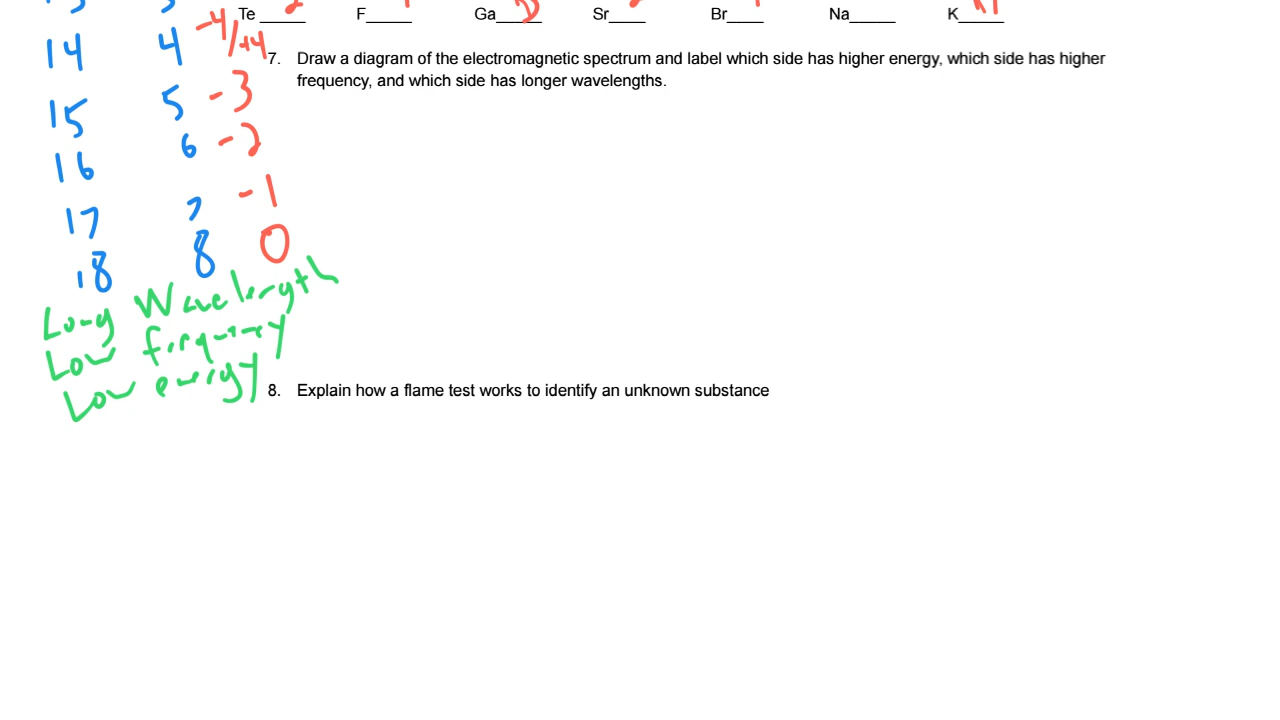 Te _____ F_____ Ga_____ Sr____ Br____ Na_____ K_____
14 4 -4/+4
7. Draw a diagram of the electromagnetic spectrum and label which side has higher energy, which side has higher
frequency, and which side has longer wavelengths.
15 5 -3
16 6 -2
17 7 -1
18 8 0
Long Wavelength
Low frequency
Low energy
8. Explain how a flame test works to identify an unknown substance